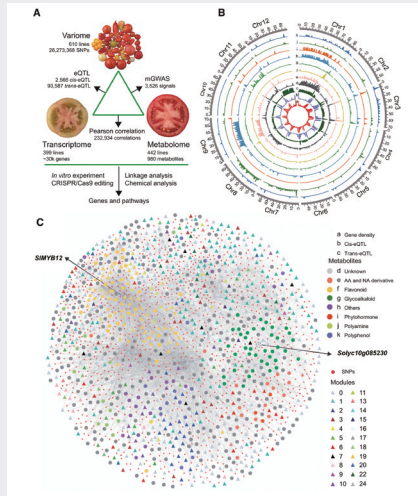 A
Variome
610 lines
26,273,368 SNPs
eQTL
2,566 cis-eQTL
93,587 trans-eQTL
mGWAS
3,526 signals
Pearson correlation
232,934 correlations
Transcriptome
399 lines
~30k genes
Metabolome
442 lines
980 metabolites
In vitro experiment
CRISPR/Cas9 editing
Linkage analysis
Chemical analysis
Genes and pathways
B
Chr1
Chr2
Chr3
Chr4
Chr5
Chr6
Chr7
Chr8
Chr9
Chr10
Chr11
Chr12
C
SlMYB12
Solyc10g085230
a Gene density
b Cis-eQTL
c Trans-eQTL
Metabolites
d Unknown
e AA and NA derivative
f Flavonoid
g Glycoalkaloid
h Others
i Phytohormone
j Polyamine
k Polyphenol
SNPs
Modules
0 11
1 13
2 14
3 15
4 16
5 17
6 18
7 19
8 20
9 22
10 24